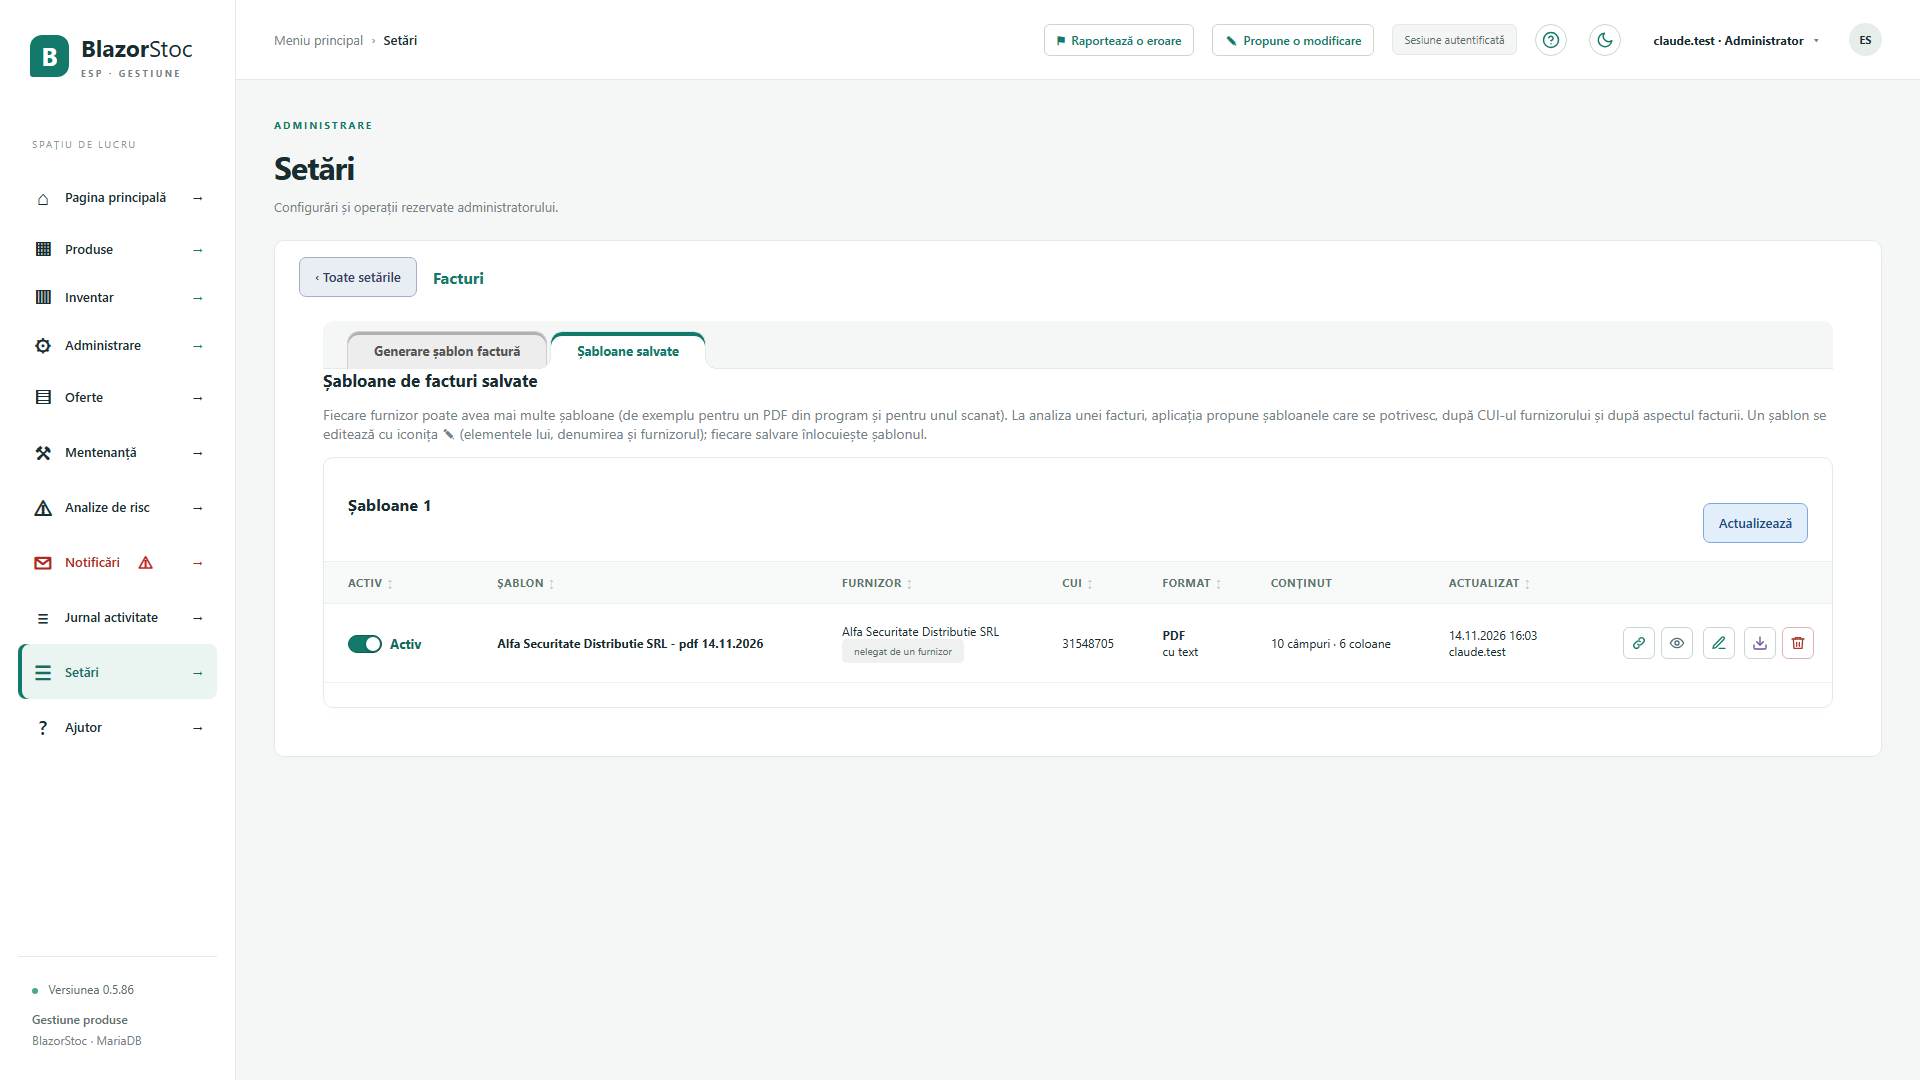 B
BlazorStoc
ESP · GESTIUNE
Meniu principal › Setări
Raportează o eroare
Propune o modificare
Sesiune autentificată
claude.test · Administrator
ES
SPAȚIU DE LUCRU
Pagina principală →
Produse →
Inventar →
Administrare →
Oferte →
Mentenanță →
Analize de risc →
Notificări →
Jurnal activitate →
Setări →
? Ajutor →
Versiunea 0.5.86
Gestiune produse
BlazorStoc · MariaDB
ADMINISTRARE
Setări
Configurări și operații rezervate administratorului.
‹ Toate setările
Facturi
Generare șablon factură
Șabloane salvate
Șabloane de facturi salvate
Fiecare furnizor poate avea mai multe șabloane (de exemplu pentru un PDF din program și pentru unul scanat). La analiza unei facturi, aplicația propune șabloanele care se potrivesc, după CUI-ul furnizorului și după aspectul facturii. Un șablon se
editează cu iconița ✎ (elementele lui, denumirea și furnizorul); fiecare salvare înlocuiește șablonul.
Șabloane 1
Actualizează
ACTIV ŞABLON FURNIZOR CUI FORMAT CONȚINUT ACTUALIZAT
Activ
Alfa Securitate Distributie SRL - pdf 14.11.2026
Alfa Securitate Distributie SRL
nelegat de un furnizor
31548705
PDF
cu text
10 câmpuri · 6 coloane
14.11.2026 16:03
claude.test